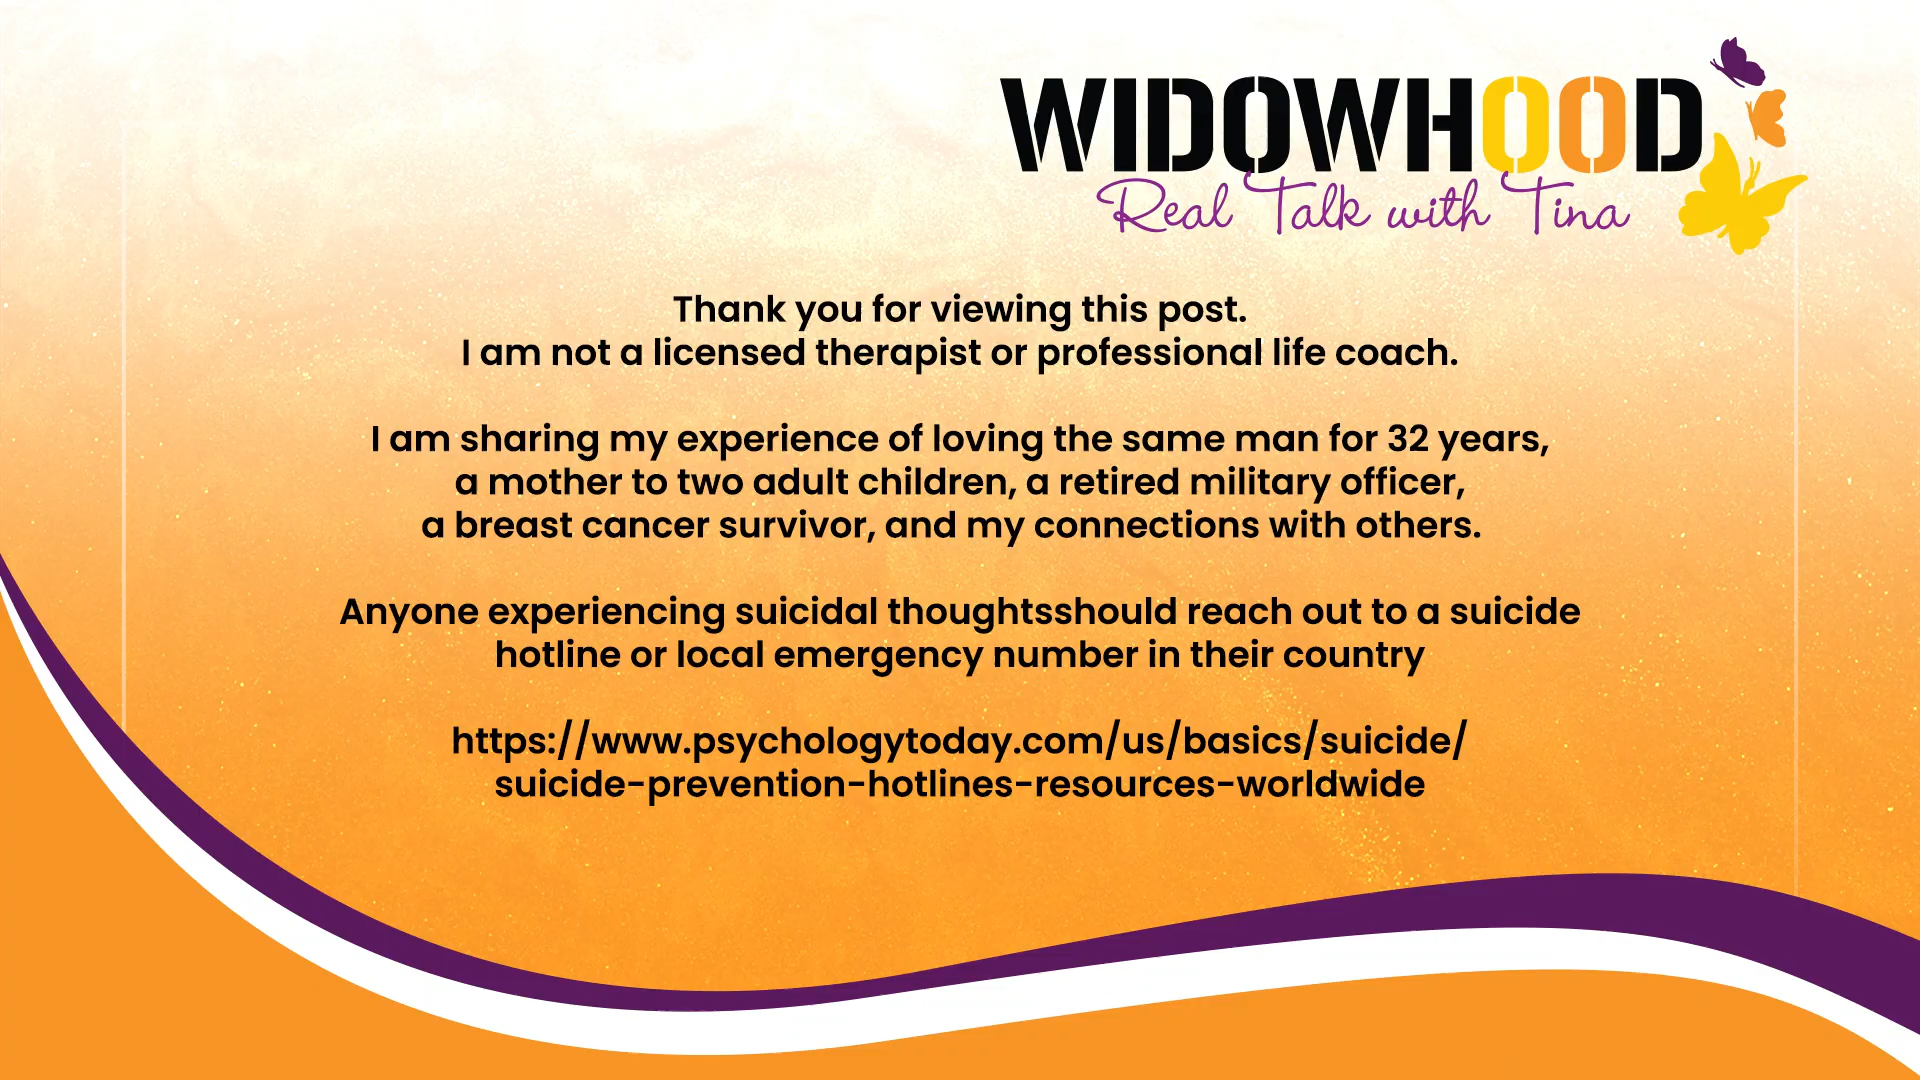 WIDOWHOOD
Real Talk with Tina
Thank you for viewing this post.
I am not a licensed therapist or professional life coach.
I am sharing my experience of loving the same man for 32 years,
a mother to two adult children, a retired military officer,
a breast cancer survivor, and my connections with others.
Anyone experiencing suicidal thoughtsshould reach out to a suicide
hotline or local emergency number in their country
https://www.psychologytoday.com/us/basics/suicide/
suicide-prevention-hotlines-resources-worldwide